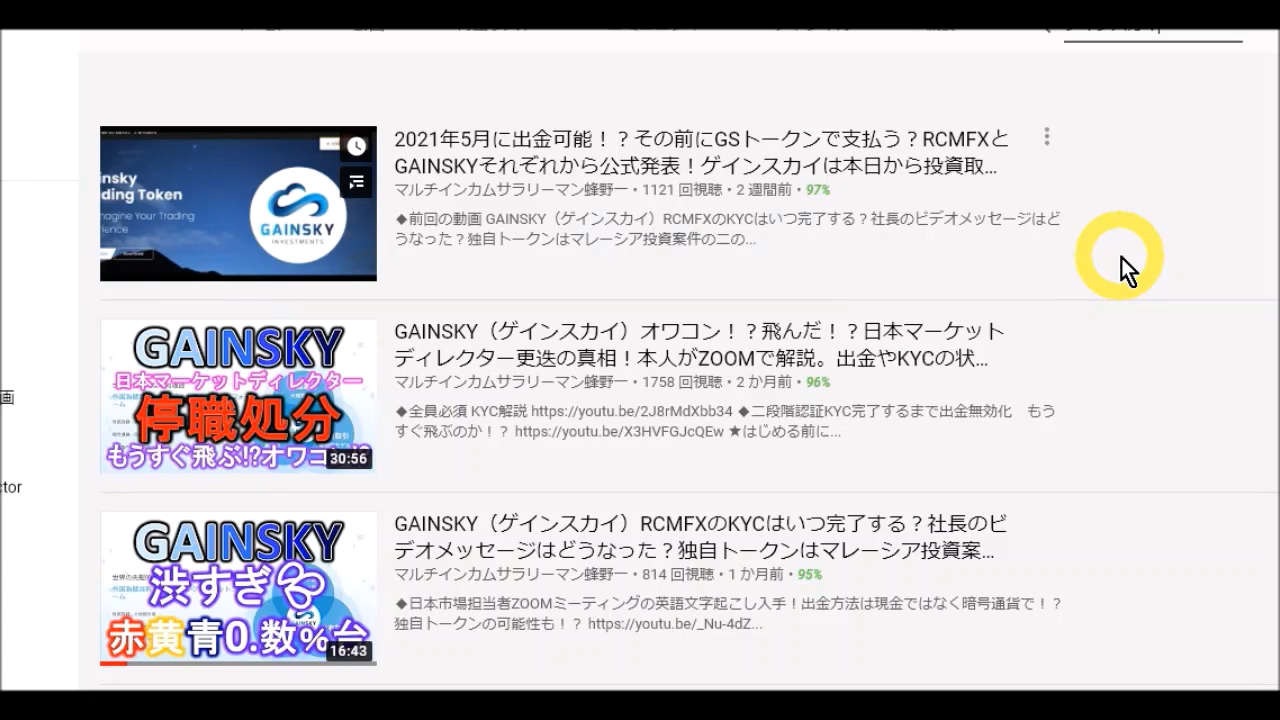 2021年5月に出金可能！？その前にGSトークンで支払う？RCMFXと
GAINSKYそれぞれから公式発表！ゲインスカイは本日から投資取...
マルチインカムサラリーマン蜂野一・1121 回視聴・2 週間前・97%
◆前回の動画 GAINSKY（ゲインスカイ）RCMFXのKYCはいつ完了する？社長のビデオメッセージはど
うなった？独自トークンはマレーシア投資案件の二の...
nsky
ding Token
magine Your Trading
ience
GAINSKY
INVESTMENTS
GAINSKY（ゲインスカイ）オワコン！？飛んだ！？日本マーケット
ディレクター更迭の真相！本人がZOOMで解説。出金やKYCの状...
マルチインカムサラリーマン蜂野一・1758 回視聴・2 か月前・96%
◆全員必須 KYC解説 https://youtu.be/2J8rMdXbb34 ◆二段階認証KYC完了するまで出金無効化　もう
すぐ飛ぶのか！？ https://youtu.be/X3HVFGJcQEw ★はじめる前に...
GAINSKY
日本マーケットディレクター
停職処分
もうすぐ飛ぶ!?オワコ
30:56
画
ctor
GAINSKY（ゲインスカイ）RCMFXのKYCはいつ完了する？社長のビ
デオメッセージはどうなった？独自トークンはマレーシア投資案...
マルチインカムサラリーマン蜂野一・814 回視聴・1 か月前・95%
◆日本市場担当者ZOOMミーティングの英語文字起こし入手！出金方法は現金ではなく暗号通貨で！？
独自トークンの可能性も！？ https://youtu.be/_Nu-4dZ...
GAINSKY
渋すぎ
赤黄青0.数%台
16:43